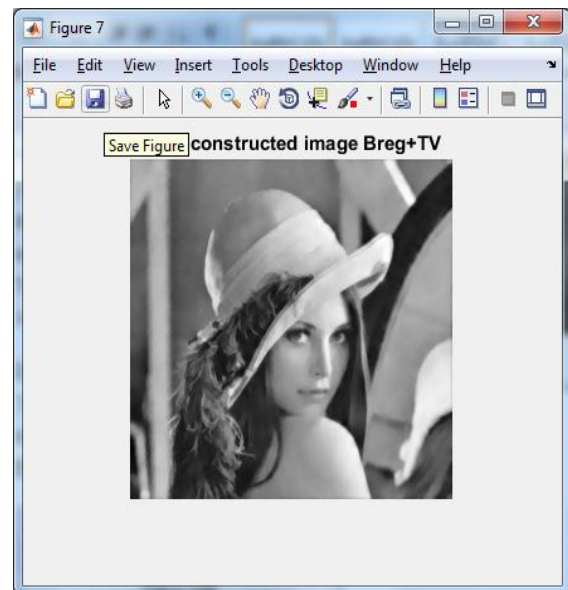 Figure 7
File Edit View Insert Tools Desktop Window Help
Save Figure constructed image Breg+TV